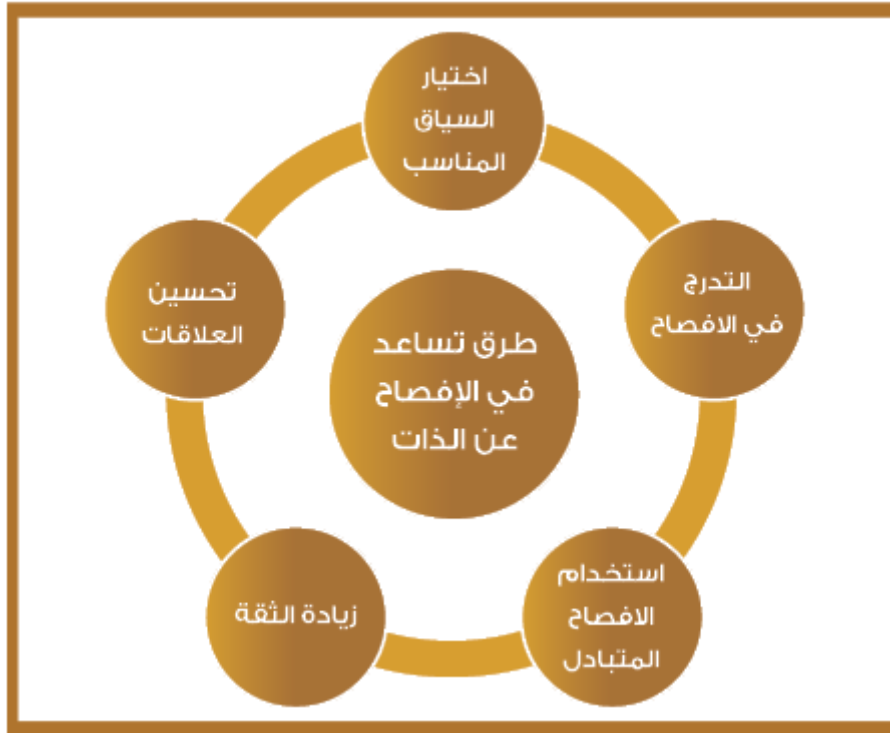 طرق تساعد
في الإفصاح
عن الذات
اختيار
السياق
المناسب
التدرج
في الافصاح
استخدام
الافصاح
المتبادل
زيادة الثقة
تحسين
العلاقات